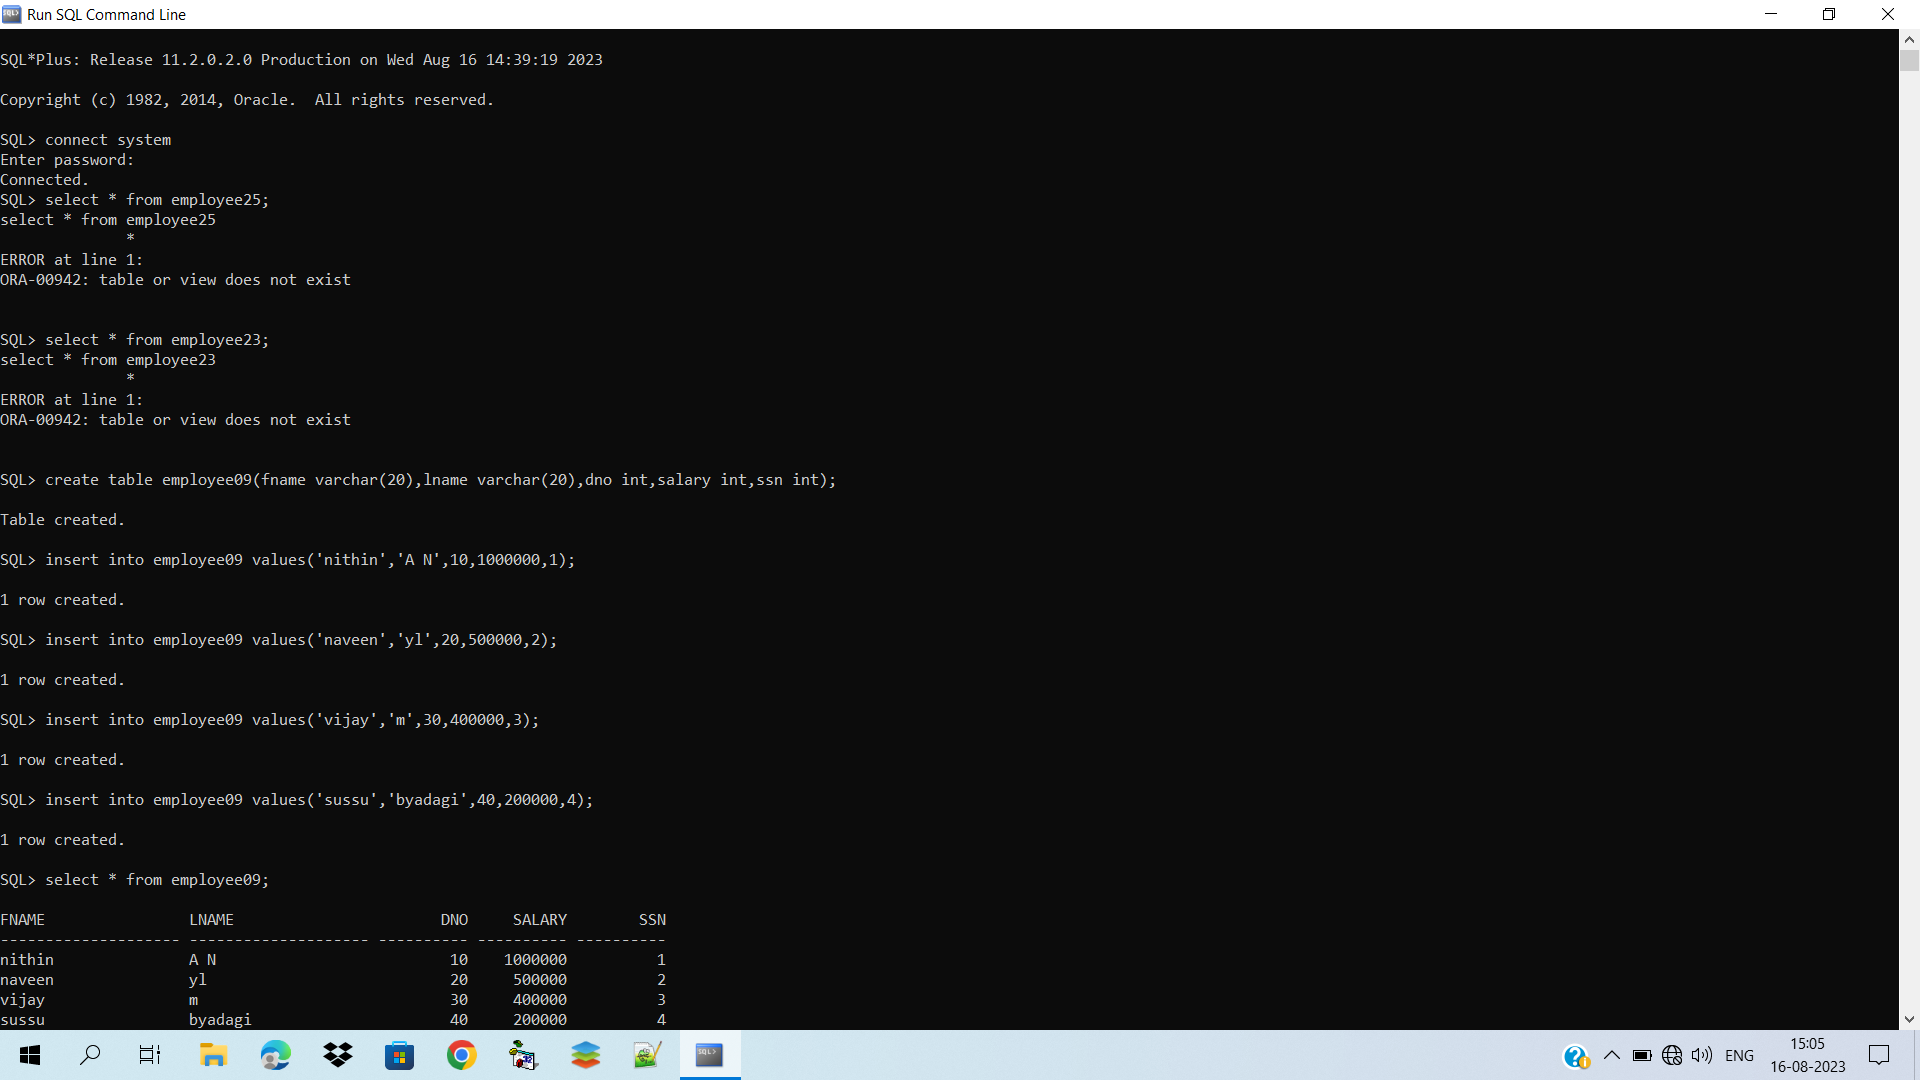 Run SQL Command Line
SQL*Plus: Release 11.2.0.2.0 Production on Wed Aug 16 14:39:19 2023
Copyright (c) 1982, 2014, Oracle.  All rights reserved.
SQL> connect system
Enter password:
Connected.
SQL> select * from employee25;
select * from employee25
              *
ERROR at line 1:
ORA-00942: table or view does not exist
SQL> select * from employee23;
select * from employee23
              *
ERROR at line 1:
ORA-00942: table or view does not exist
SQL> create table employee09(fname varchar(20),lname varchar(20),dno int,salary int,ssn int);
Table created.
SQL> insert into employee09 values('nithin','A N',10,1000000,1);
1 row created.
SQL> insert into employee09 values('naveen','yl',20,500000,2);
1 row created.
SQL> insert into employee09 values('vijay','m',30,400000,3);
1 row created.
SQL> insert into employee09 values('sussu','byadagi',40,200000,4);
1 row created.
SQL> select * from employee09;
FNAME                LNAME                       DNO     SALARY        SSN
-------------------- -------------------- ---------- ---------- ----------
nithin               A N                          10    1000000          1
naveen               yl                           20     500000          2
vijay                m                            30     400000          3
sussu                byadagi                      40     200000          4
ENG
15:05
16-08-2023